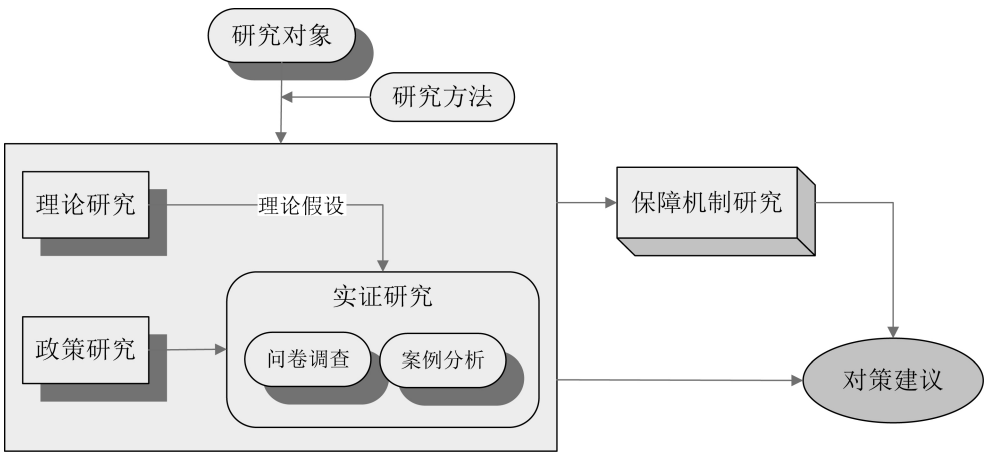 研究对象
研究方法
理论研究
理论假设
保障机制研究
实证研究
政策研究
问卷调查
案例分析
对策建议